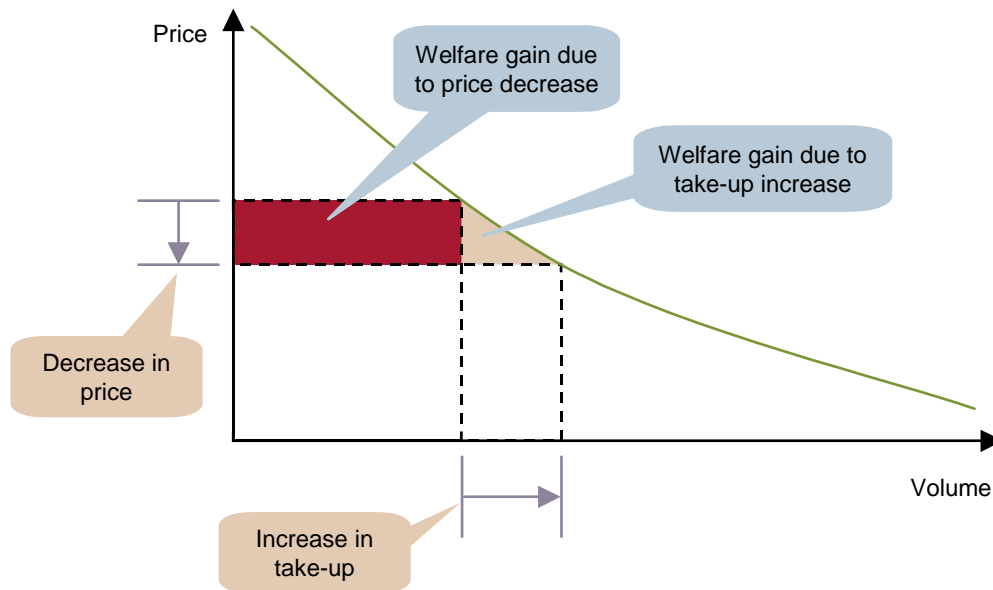 Price
Welfare gain due
to price decrease
Welfare gain due to
take-up increase
Decrease in
price
Volume
Increase in
take-up